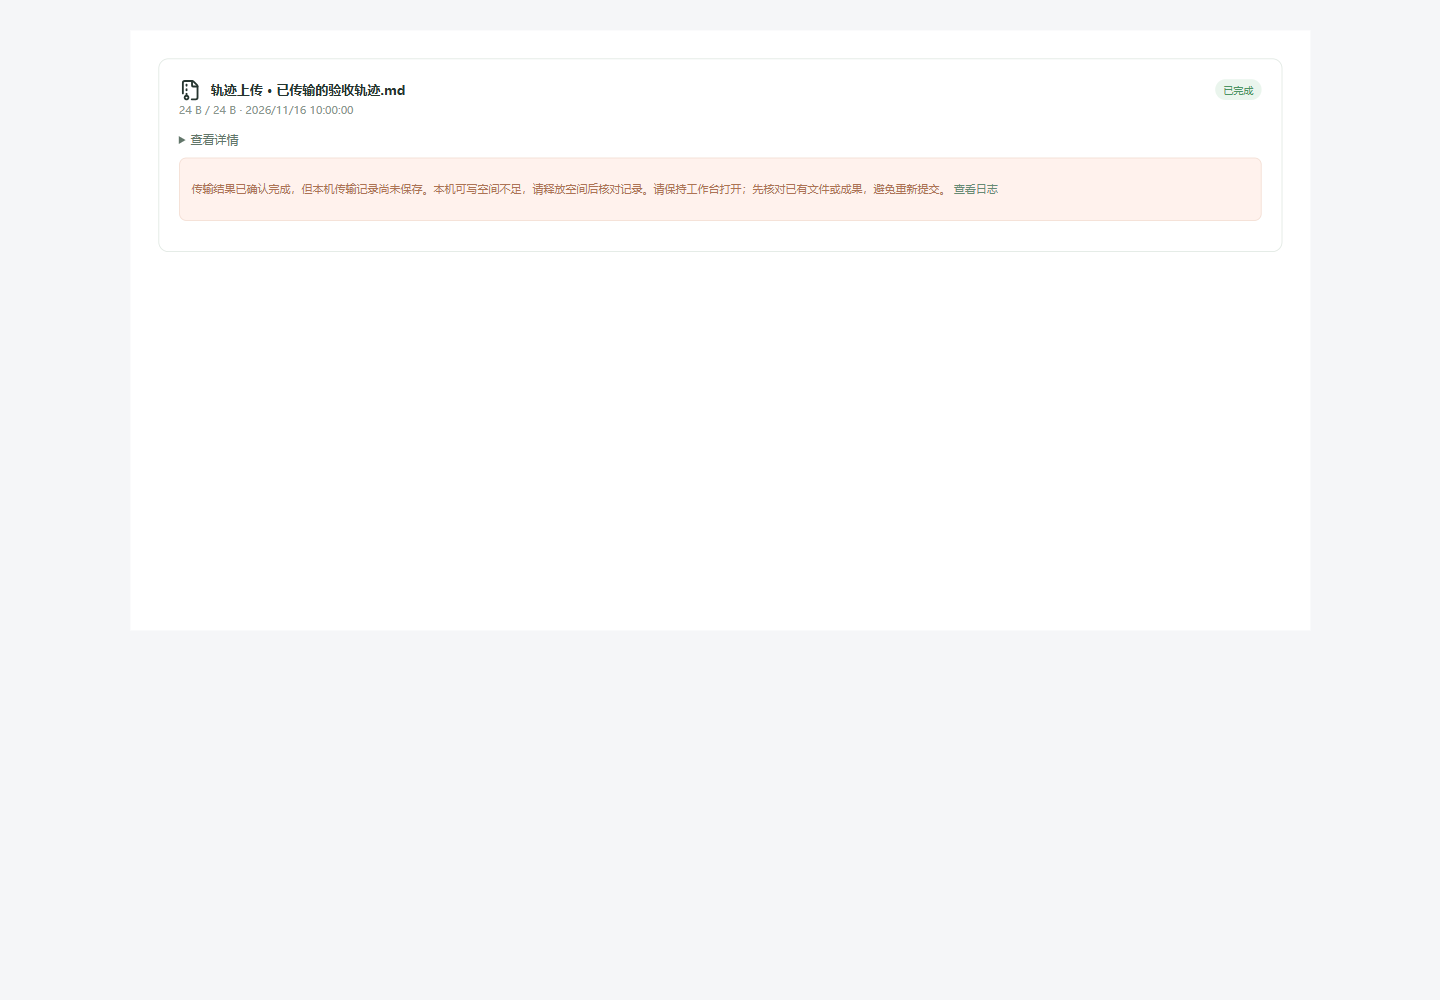 轨迹上传 • 已传输的验收轨迹.md
已完成
24 B / 24 B · 2026/11/16 10:00:00
▶ 查看详情
传输结果已确认完成，但本机传输记录尚未保存。本机可写空间不足，请释放空间后核对记录。请保持工作台打开；先核对已有文件或成果，避免重新提交。 查看日志